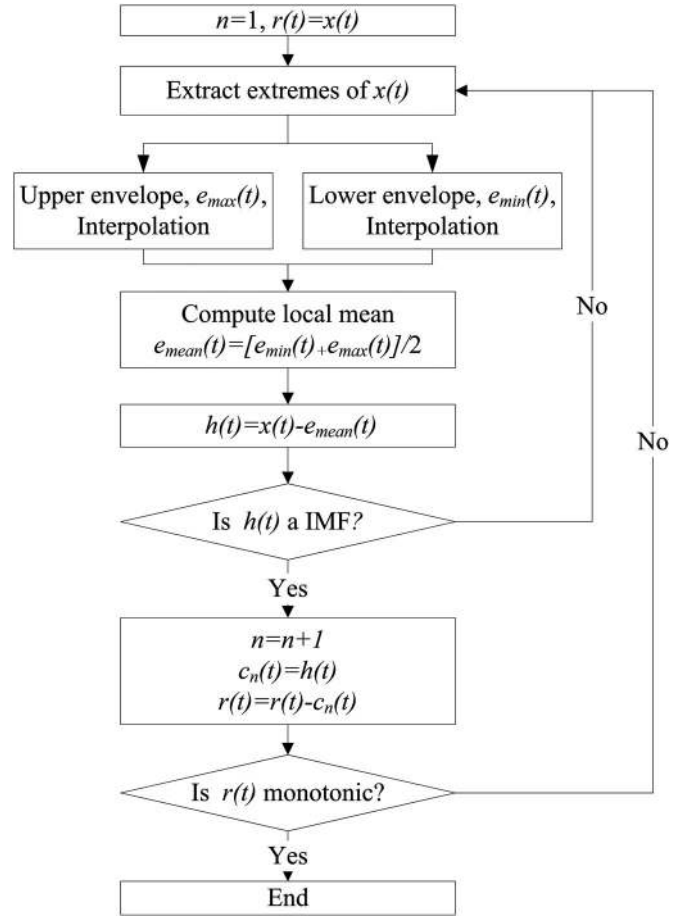 n=1, r(t)=x(t)
Extract extremes of x(t)
Upper envelope, emax(t),
Interpolation
Lower envelope, emin(t),
Interpolation
Compute local mean
emean(t)=[emin(t)+emax(t)]/2
No
h(t)=x(t)-emean(t)
No
Is h(t) a IMF?
Yes
n=n+1
cn(t)=h(t)
r(t)=r(t)-cn(t)
Is r(t) monotonic?
Yes
End